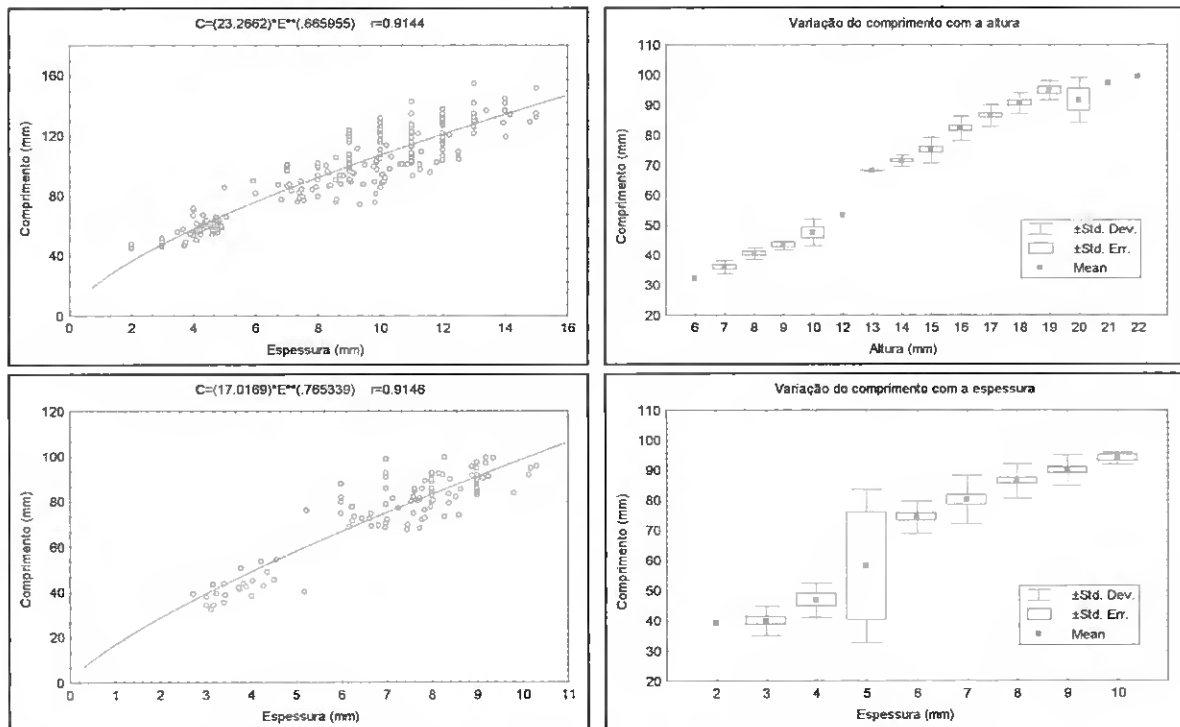 C=(23.2662)*E**(.665955) r=0.9144
Comprimento (mm)
160
120
80
40
0
0 2 4 6 8 10 12 14 16
Espessura (mm)
Variação do comprimento com a altura
Comprimento (mm)
110
100
90
80
70
60
50
40
30
20
±Std. Dev.
±Std. Err.
Mean
6 7 8 9 10 12 13 14 15 16 17 18 19 20 21 22
Altura (mm)
C=(17.0169)*E**(.765339) r=0.9146
Comprimento (mm)
120
100
80
60
40
20
0
0 1 2 3 4 5 6 7 8 9 10 11
Espessura (mm)
Variação do comprimento com a espessura
Comprimento (mm)
110
100
90
80
70
60
50
40
30
20
±Std. Dev.
±Std. Err.
Mean
2 3 4 5 6 7 8 9 10
Espessura (mm)